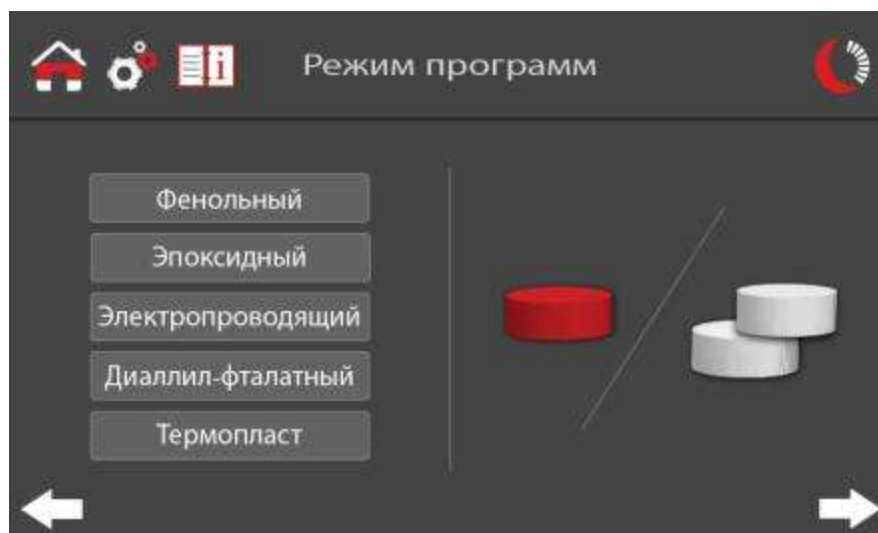 Режим программ
Фенольный
Эпоксидный
Электропроводящий
Диаллил-фталатный
Термопласт